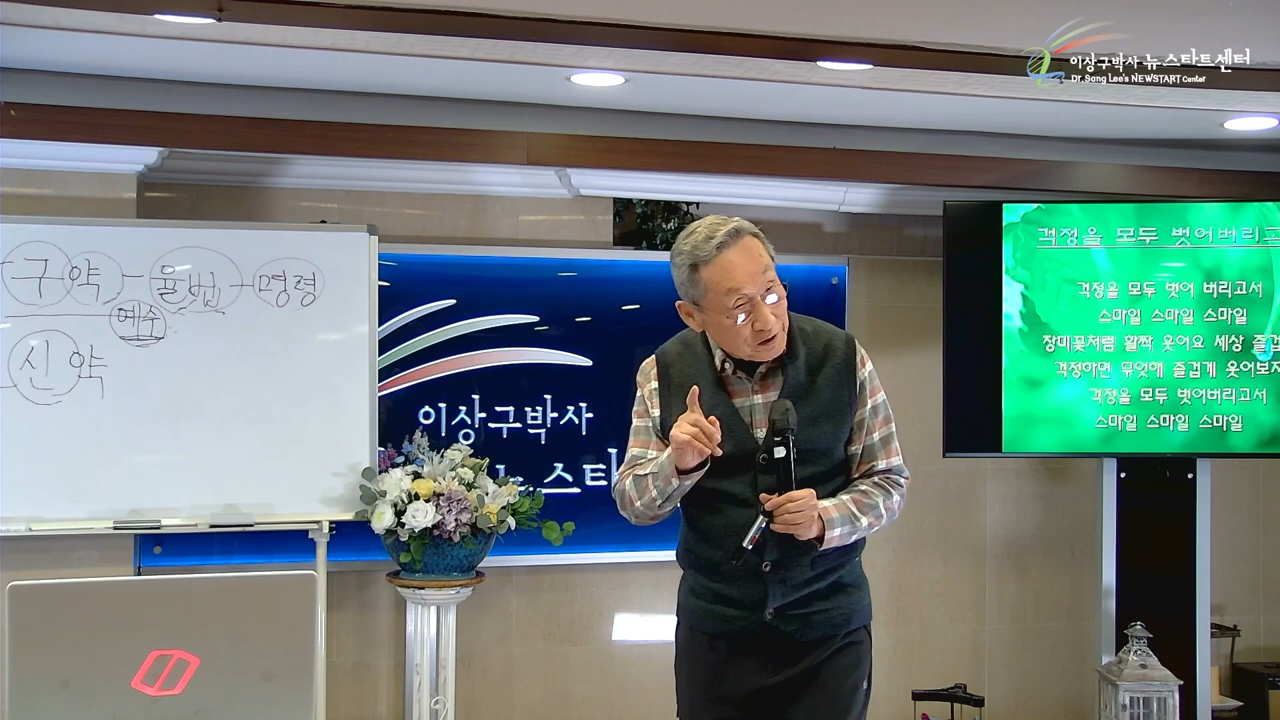 이상구박사 뉴스타트센터
Dr. Sang Lee's NEWSTART Center
구약 - 율법 - 명령
예수
신약
이상구박사
뉴스타
걱정을 모두 벗어버리고
걱정을 모두 벗어 버리고서
스마일 스마일 스마일
장미꽃처럼 활짝 웃어요 세상 즐겁
걱정하면 무엇해 즐겁게 웃어보자
걱정을 모두 벗어버리고서
스마일 스마일 스마일